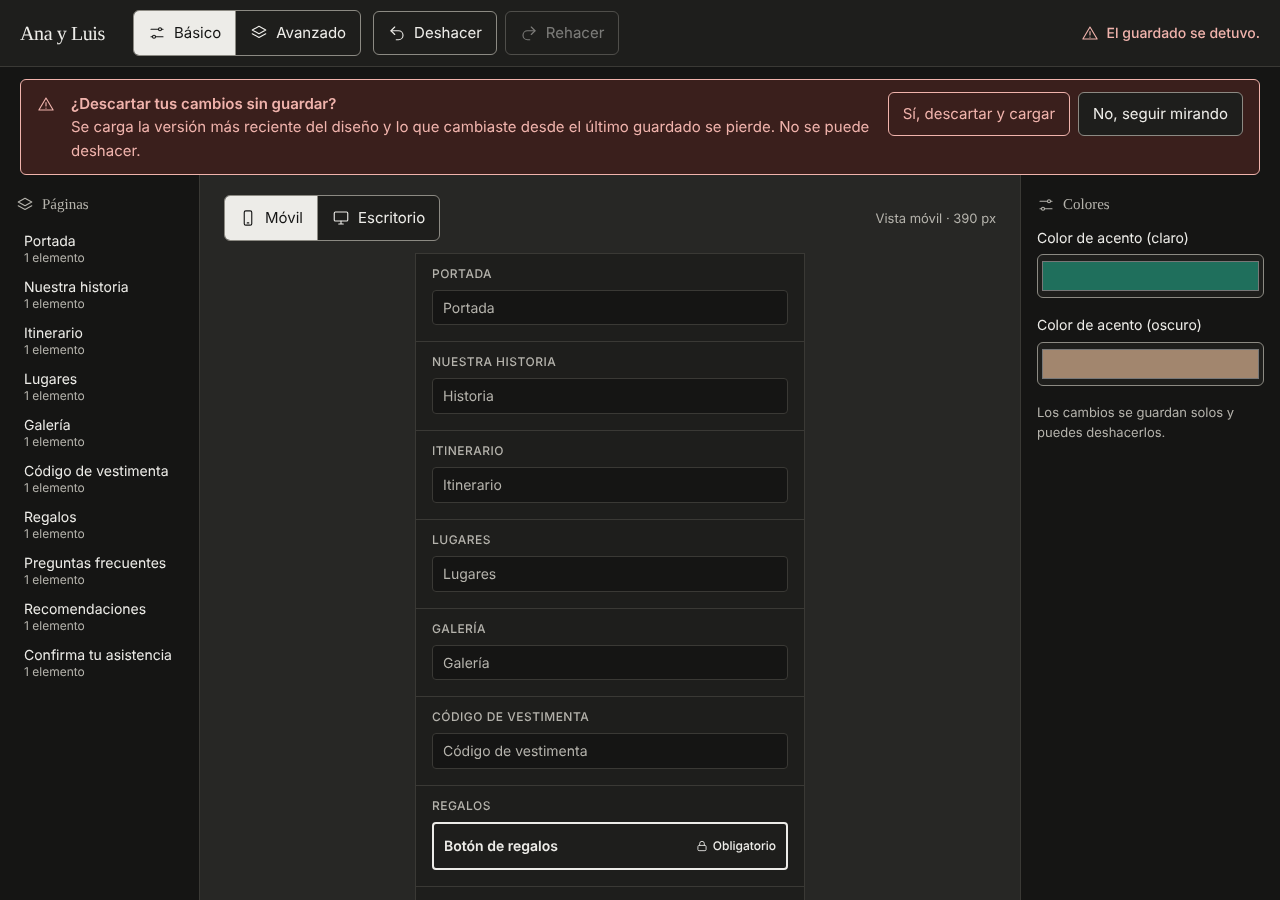 Ana y Luis
Básico
Avanzado
Deshacer
Rehacer
El guardado se detuvo.
¿Descartar tus cambios sin guardar?
Se carga la versión más reciente del diseño y lo que cambiaste desde el último guardado se pierde. No se puede
deshacer.
Sí, descartar y cargar
No, seguir mirando
Páginas
Portada
1 elemento
Nuestra historia
1 elemento
Itinerario
1 elemento
Lugares
1 elemento
Galería
1 elemento
Código de vestimenta
1 elemento
Regalos
1 elemento
Preguntas frecuentes
1 elemento
Recomendaciones
1 elemento
Confirma tu asistencia
1 elemento
Móvil
Escritorio
Vista móvil · 390 px
PORTADA
Portada
NUESTRA HISTORIA
Historia
ITINERARIO
Itinerario
LUGARES
Lugares
GALERÍA
Galería
CÓDIGO DE VESTIMENTA
Código de vestimenta
REGALOS
Botón de regalos
Obligatorio
Colores
Color de acento (claro)
Color de acento (oscuro)
Los cambios se guardan solos y
puedes deshacerlos.